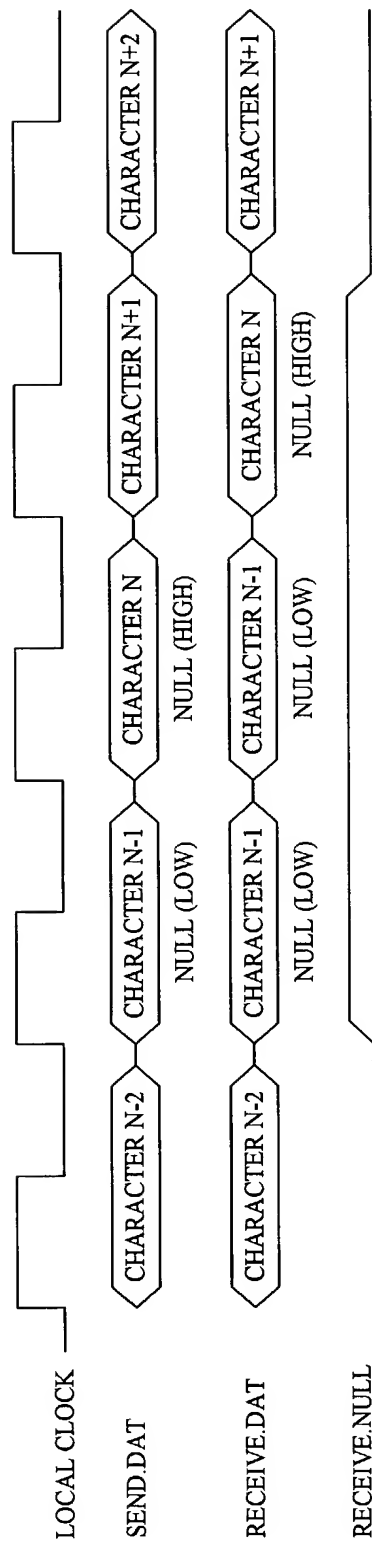 LOCAL CLOCK
SEND.DAT
CHARACTER N-2
CHARACTER N-1
CHARACTER N
CHARACTER N+1
CHARACTER N+2
NULL (LOW)
NULL (HIGH)
RECEIVE.DAT
CHARACTER N-2
CHARACTER N-1
CHARACTER N-1
CHARACTER N
CHARACTER N+1
NULL (LOW)
NULL (LOW)
NULL (HIGH)
RECEIVE.NULL